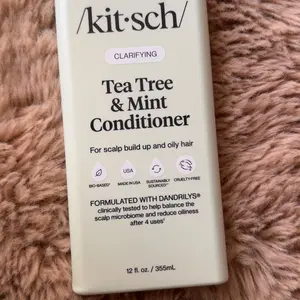 /kit·sch/
CLARIFYING
Tea Tree
& Mint
Conditioner
For scalp build up and oily hair
BIO-BASED*
USA
MADE IN USA
SUSTAINABLY
SOURCED**
CRUELTY-FREE
FORMULATED WITH DANDRILYS®
clinically tested to help balance the
scalp microbiome and reduce oiliness
after 4 uses†
12 fl. oz. / 355mL